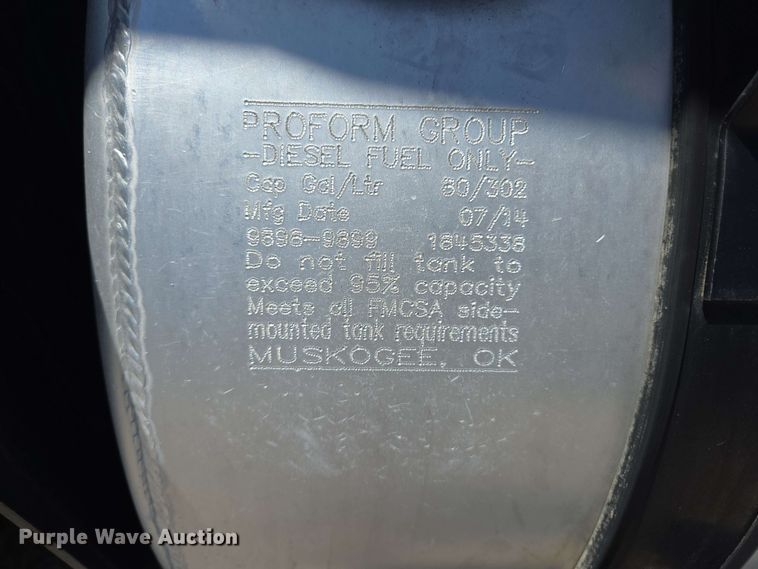 PROFORM GROUP
-DIESEL FUEL ONLY-
Cap Gal/Ltr 80/302
Mfg Date 07/14
9898-9899 1845338
Do not fill tank to
exceed 95% capacity
Meets all FMCSA side-
mounted tank requirements
MUSKOGEE, OK
Purple Wave Auction